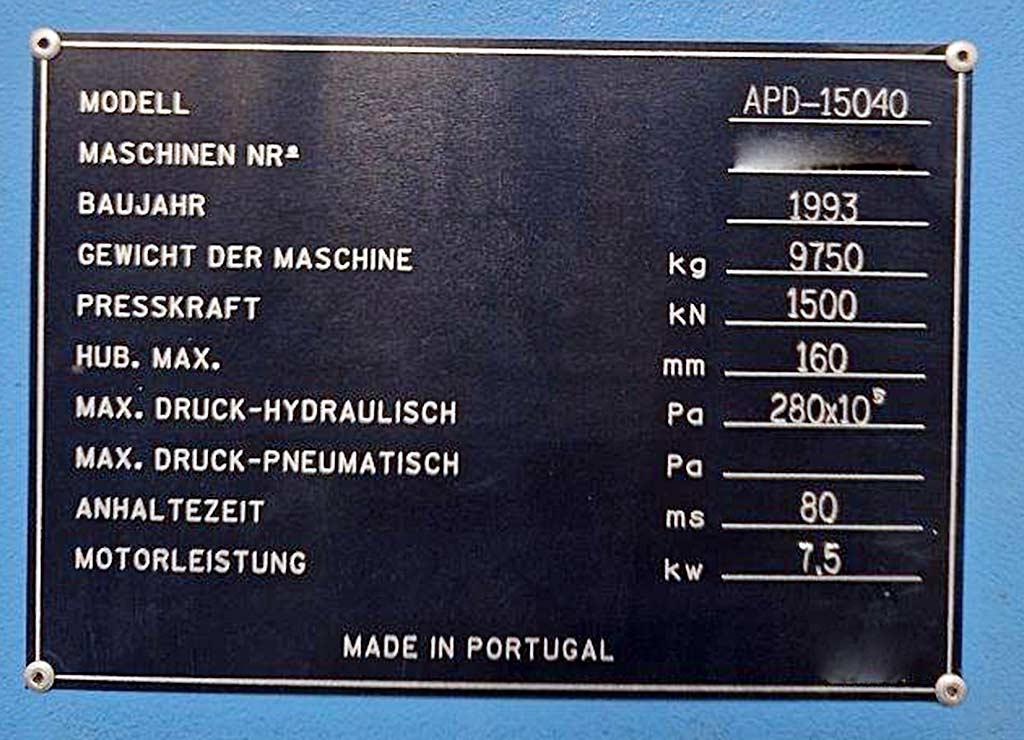 MODELL APD-15040
MASCHINEN NRº
BAUJAHR 1993
GEWICHT DER MASCHINE kg 9750
PRESSKRAFT kN 1500
HUB. MAX. mm 160
MAX. DRUCK-HYDRAULISCH Pa 280x10⁵
MAX. DRUCK-PNEUMATISCH Pa
ANHALTEZEIT ms 80
MOTORLEISTUNG kw 7,5
MADE IN PORTUGAL